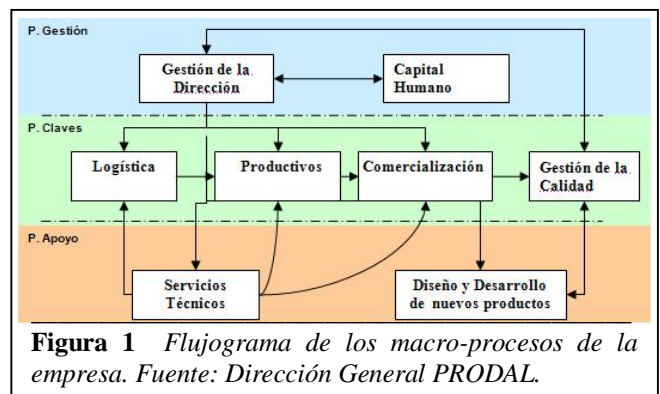 P. Gestión
Gestión de la.
Dirección
Capital
Humano
P. Claves
Logística
Productivos
Comercialización
Gestión de la.
Calidad
P. Apoyo
Servicios
Técnicos
Diseño y Desarrollo
de nuevos productos
Figura 1 Flujograma de los macro-procesos de la
empresa. Fuente: Dirección General PRODAL.